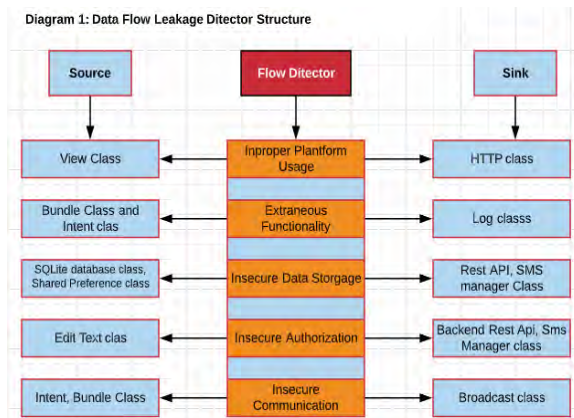 Diagram 1: Data Flow Leakage Ditector Structure
Source
Flow Ditector
Sink
View Class
Inproper Plantform
Usage
HTTP class
Bundle Class and
Intent clas
Extraneous
Functionality
Log classs
SQLite database class,
Shared Preference class
Insecure Data Storgage
Rest API, SMS
manager Class
Edit Text clas
Insecure Authorization
Backend Rest Api, Sms
Manager class
Intent, Bundle Class
Insecure
Communication
Broadcast class